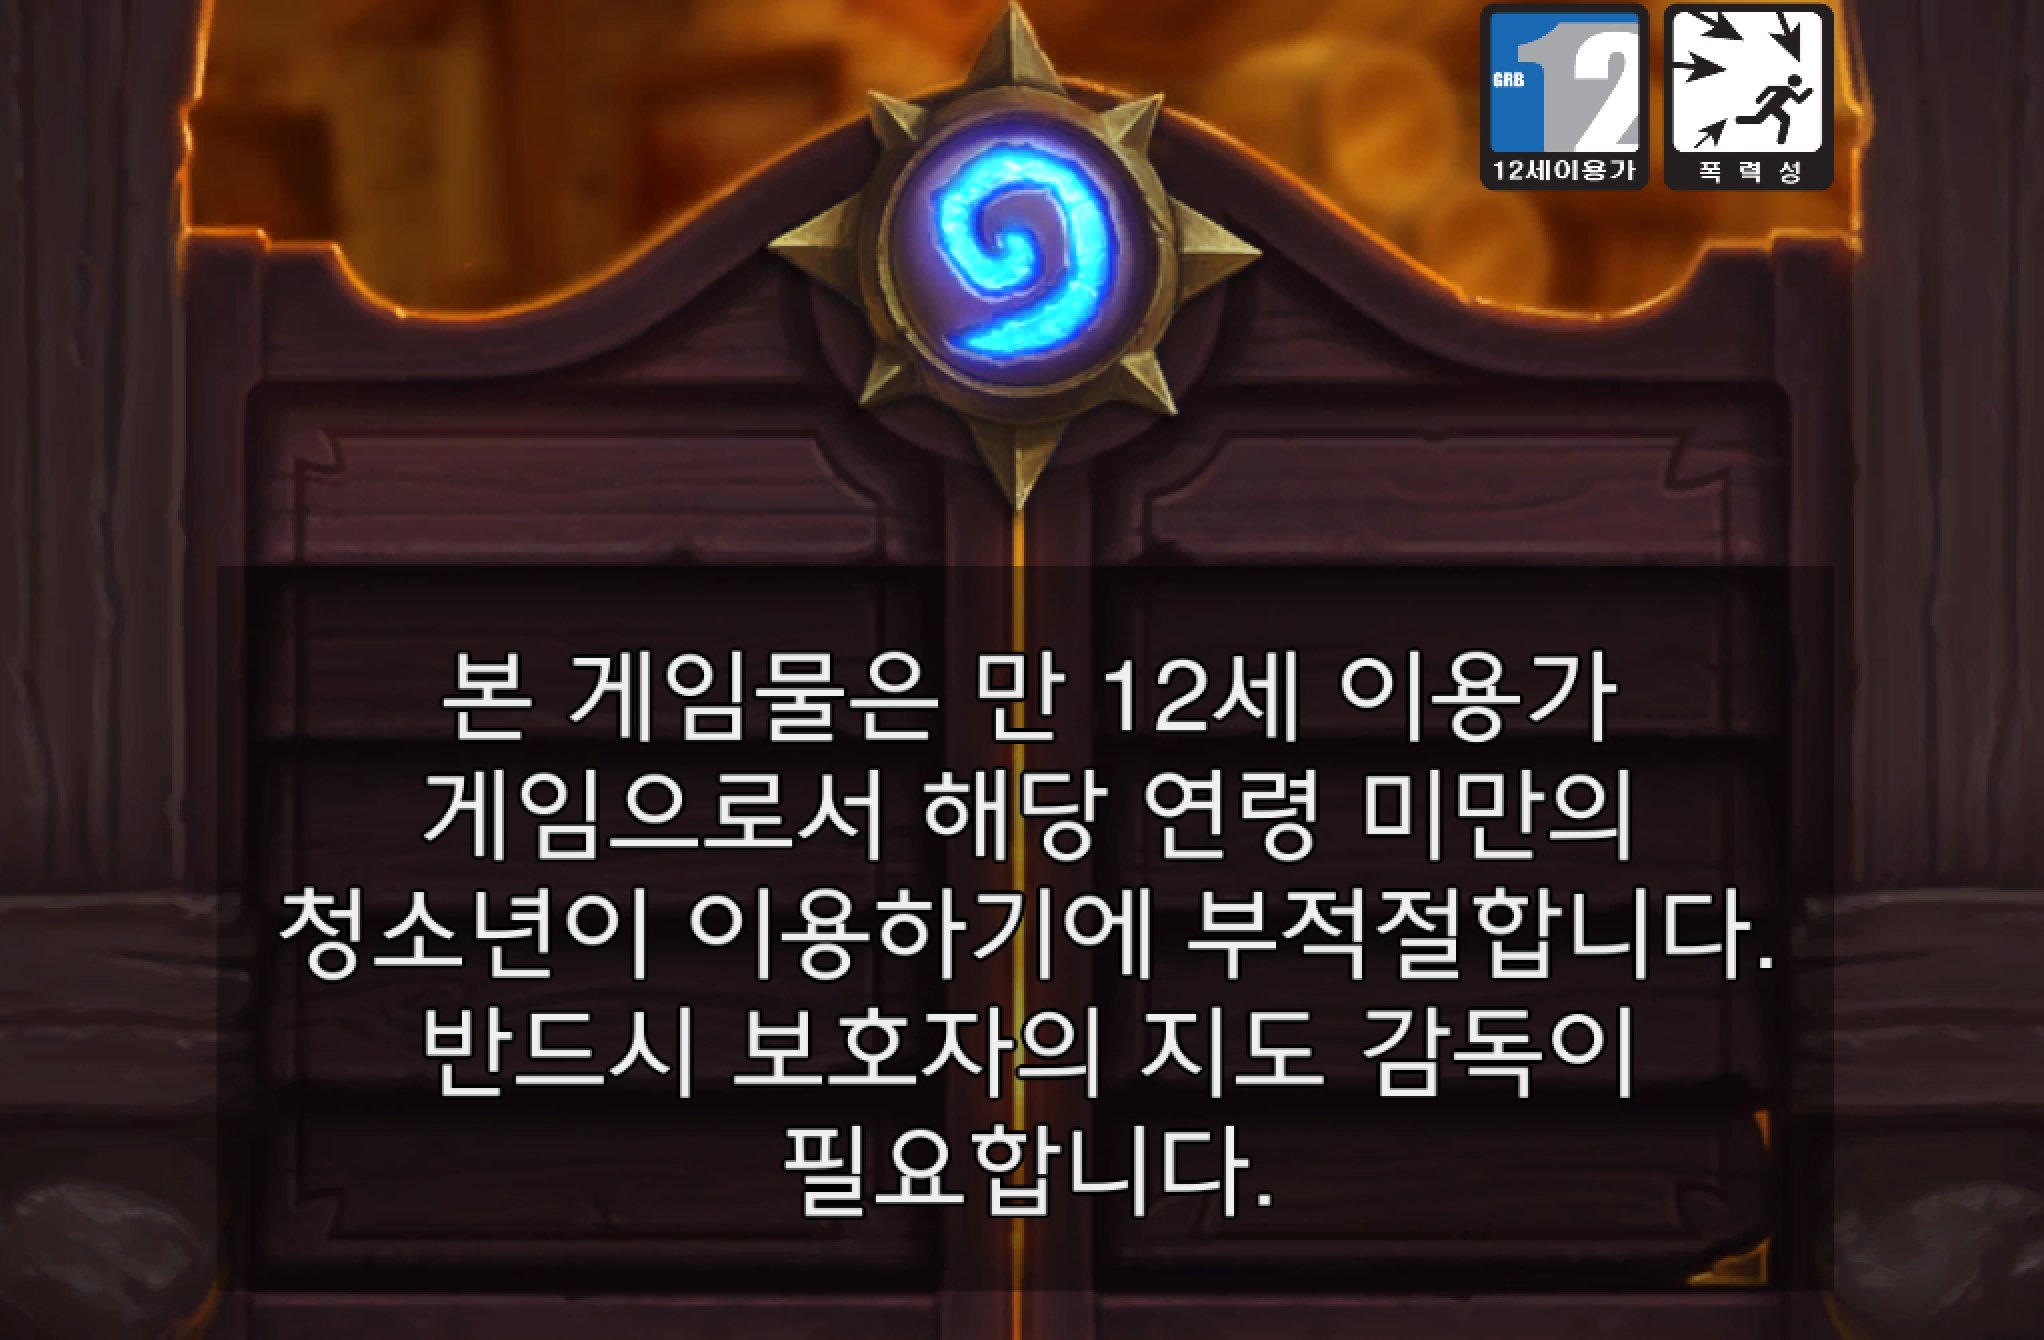 GRB
12
12세이용가
폭력성
본 게임물은 만 12세 이용가
게임으로서 해당 연령 미만의
청소년이 이용하기에 부적절합니다.
반드시 보호자의 지도 감독이
필요합니다.